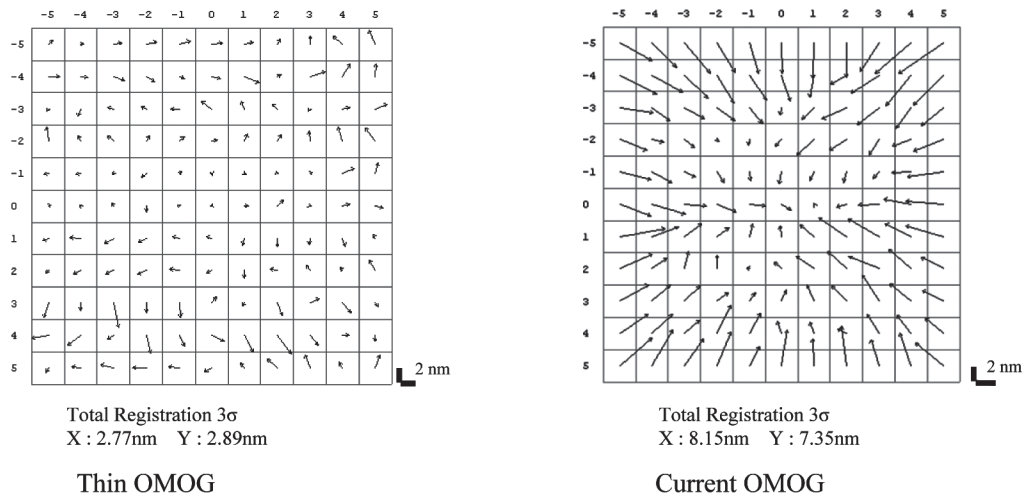 -5 -4 -3 -2 -1 0 1 2 3 4 5
-5
-4
-3
-2
-1
0
1
2
3
4
5
2 nm
Total Registration 3σ
X : 2.77nm Y : 2.89nm
Thin OMOG
-5 -4 -3 -2 -1 0 1 2 3 4 5
-5
-4
-3
-2
-1
0
1
2
3
4
5
2 nm
Total Registration 3σ
X : 8.15nm Y : 7.35nm
Current OMOG